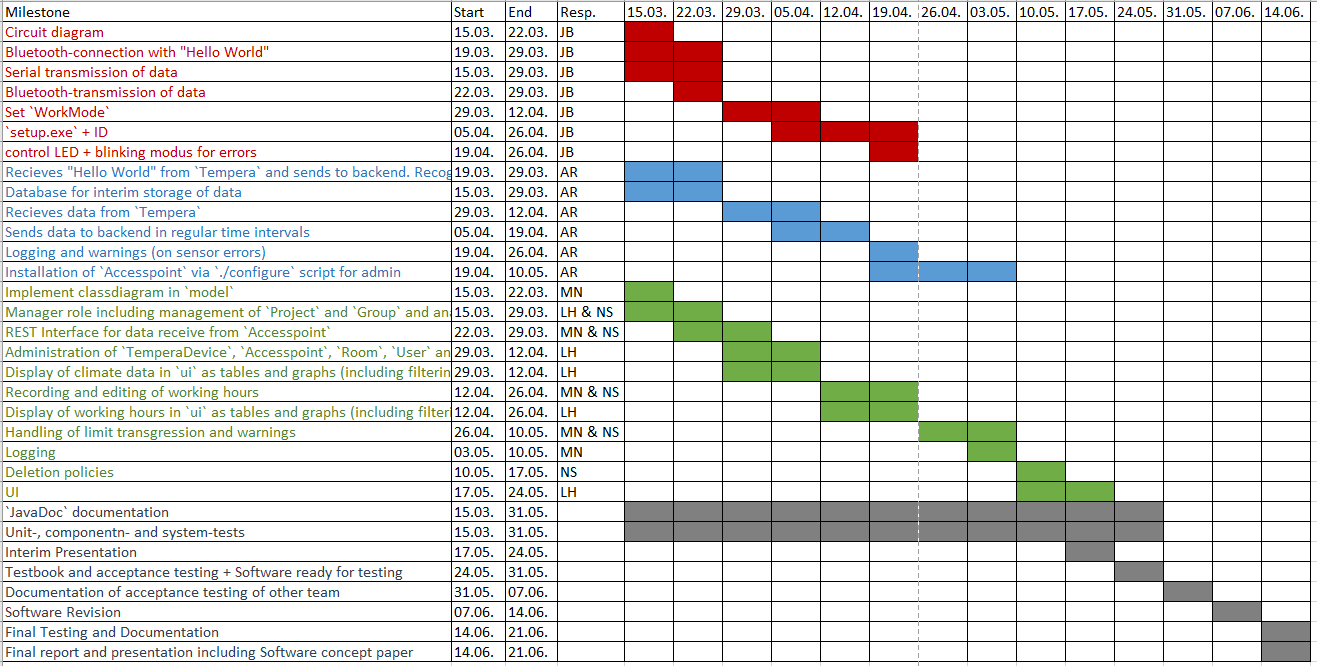 Milestone Start End Resp. 15.03. 22.03. 29.03. 05.04. 12.04. 19.04. 26.04. 03.05. 10.05. 17.05. 24.05. 31.05. 07.06. 14.06.
Circuit diagram 15.03. 22.03. JB
Bluetooth-connection with "Hello World" 19.03. 29.03. JB
Serial transmission of data 15.03. 29.03. JB
Bluetooth-transmission of data 22.03. 29.03. JB
Set `WorkMode` 29.03. 12.04. JB
`setup.exe` + ID 05.04. 26.04. JB
control LED + blinking modus for errors 19.04. 26.04. JB
Recieves "Hello World" from `Tempera` and sends to backend. Recog 19.03. 29.03. AR
Database for interim storage of data 15.03. 29.03. AR
Recieves data from `Tempera` 29.03. 12.04. AR
Sends data to backend in regular time intervals 05.04. 19.04. AR
Logging and warnings (on sensor errors) 19.04. 26.04. AR
Installation of `Accesspoint` via `./configure` script for admin 19.04. 10.05. AR
Implement classdiagram in `model` 15.03. 22.03. MN
Manager role including management of `Project` and `Group` and ana 15.03. 29.03. LH & NS
REST Interface for data receive from `Accesspoint` 22.03. 29.03. MN & NS
Administration of `TemperaDevice`, `Accesspoint`, `Room`, `User` an 29.03. 12.04. LH
Display of climate data in `ui` as tables and graphs (including filterin 29.03. 12.04. LH
Recording and editing of working hours 12.04. 26.04. MN & NS
Display of working hours in `ui` as tables and graphs (including filteri 12.04. 26.04. LH
Handling of limit transgression and warnings 26.04. 10.05. MN & NS
Logging 03.05. 10.05. MN
Deletion policies 10.05. 17.05. NS
UI 17.05. 24.05. LH
`JavaDoc` documentation 15.03. 31.05.
Unit-, componentn- and system-tests 15.03. 31.05.
Interim Presentation 17.05. 24.05.
Testbook and acceptance testing + Software ready for testing 24.05. 31.05.
Documentation of acceptance testing of other team 31.05. 07.06.
Software Revision 07.06. 14.06.
Final Testing and Documentation 14.06. 21.06.
Final report and presentation including Software concept paper 14.06. 21.06.